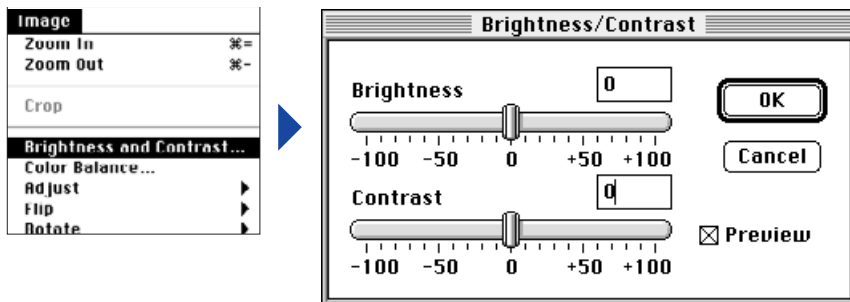 Image
Zoom In ⌘=
Zoom Out ⌘-
Crop
Brightness and Contrast...
Color Balance...
Adjust
Flip
Rotate
Brightness/Contrast
Brightness 0
-100 -50 0 +50 +100
Contrast 0
-100 -50 0 +50 +100
OK
Cancel
Preview